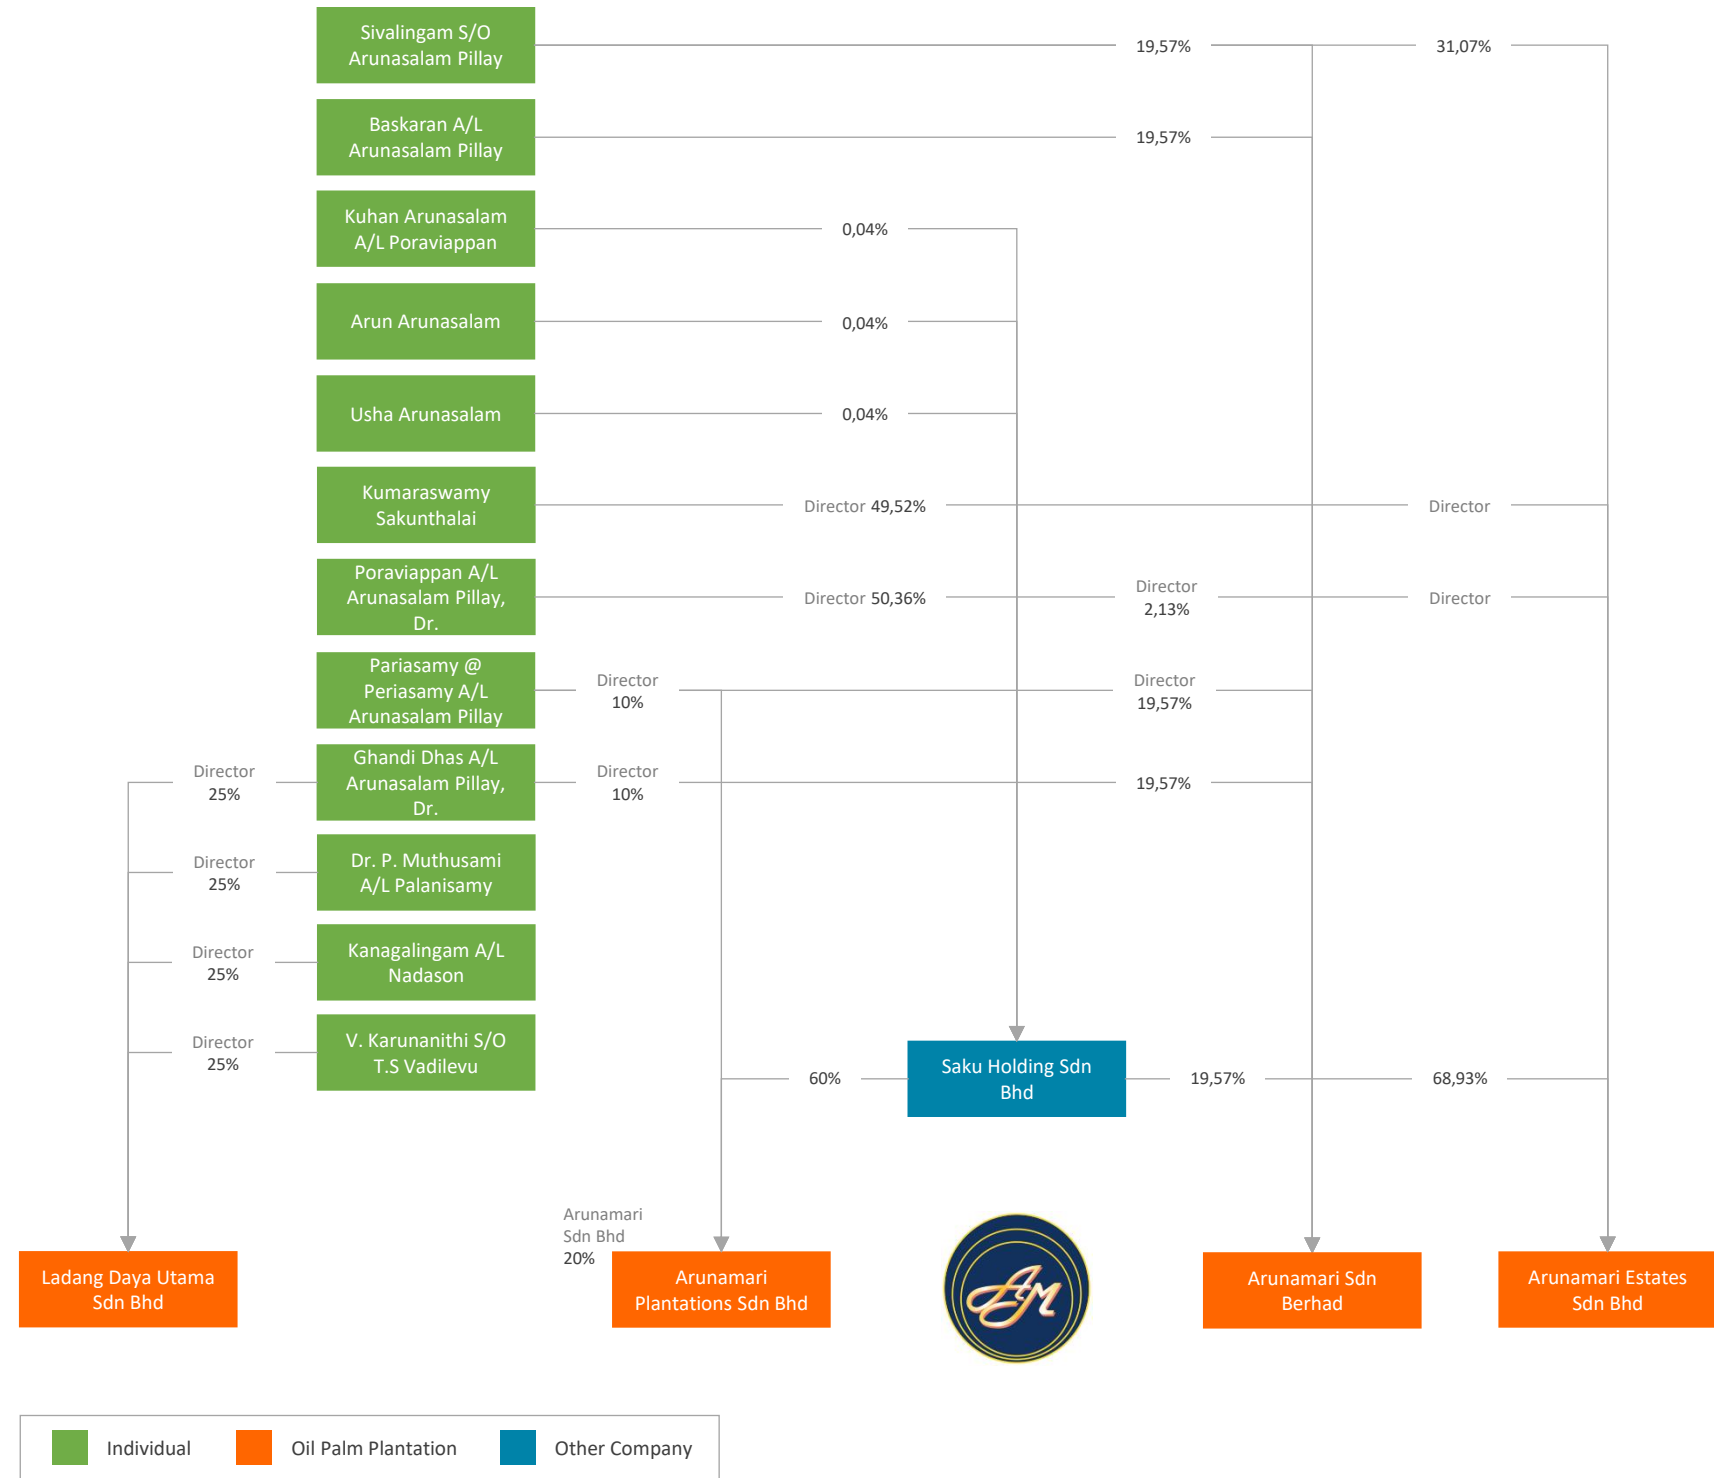 Sivalingam S/O
Arunasalam Pillay
19,57%
31,07%
Baskaran A/L
Arunasalam Pillay
19,57%
Kuhan Arunasalam
A/L Poraviappan
0,04%
Arun Arunasalam
0,04%
Usha Arunasalam
0,04%
Kumaraswamy
Sakunthalai
Director 49,52%
Director
Poraviappan A/L
Arunasalam Pillay,
Dr.
Director 50,36%
Director
2,13%
Director
Pariasamy @
Periasamy A/L
Arunasalam Pillay
Director
10%
Director
19,57%
Director
25%
Ghandi Dhas A/L
Arunasalam Pillay,
Dr.
Director
10%
19,57%
Director
25%
Dr. P. Muthusami
A/L Palanisamy
Director
25%
Kanagalingam A/L
Nadason
Director
25%
V. Karunanithi S/O
T.S Vadilevu
60%
Saku Holding Sdn
Bhd
19,57%
68,93%
Arunamari
Sdn Bhd
20%
Ladang Daya Utama
Sdn Bhd
Arunamari
Plantations Sdn Bhd
AM
Arunamari Sdn
Berhad
Arunamari Estates
Sdn Bhd
Individual
Oil Palm Plantation
Other Company